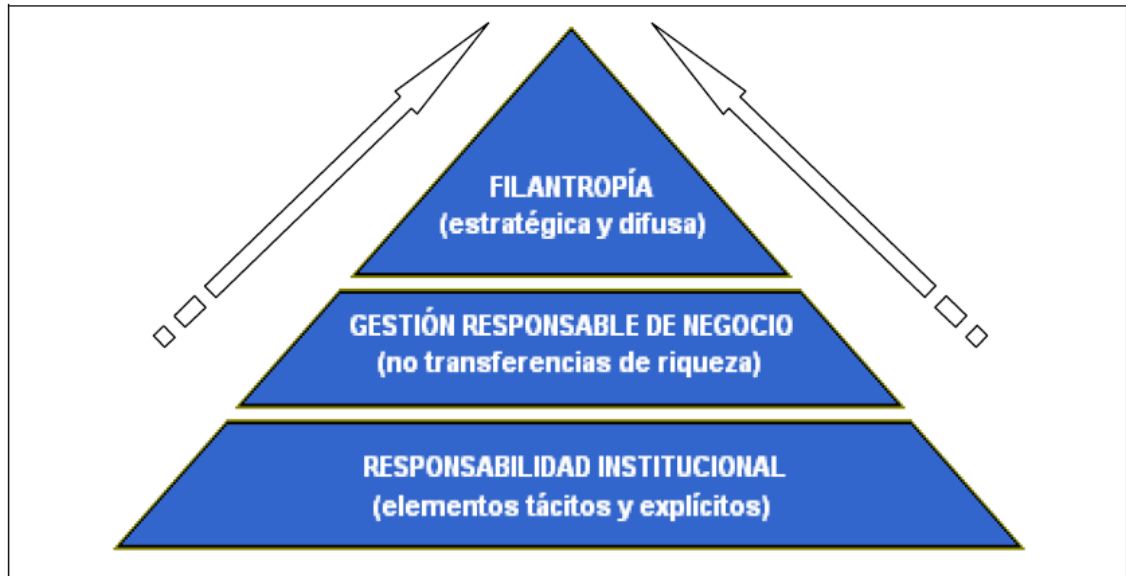 FILANTROPÍA
(estratégica y difusa)
GESTIÓN RESPONSABLE DE NEGOCIO
(no transferencias de riqueza)
RESPONSABILIDAD INSTITUCIONAL
(elementos tácitos y explícitos)